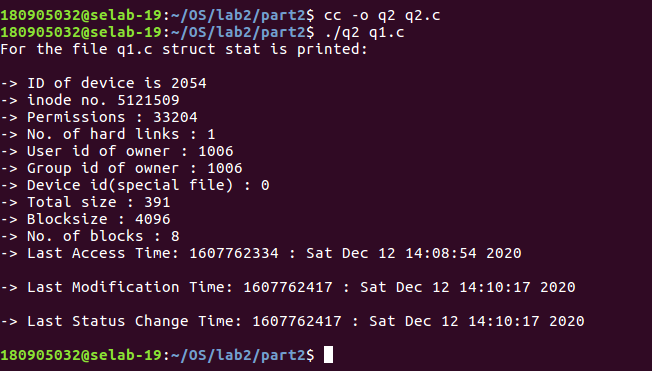 180905032@selab-19:~/OS/lab2/part2$ cc -o q2 q2.c
180905032@selab-19:~/OS/lab2/part2$ ./q2 q1.c
For the file q1.c struct stat is printed:
-> ID of device is 2054
-> inode no. 5121509
-> Permissions : 33204
-> No. of hard links : 1
-> User id of owner : 1006
-> Group id of owner : 1006
-> Device id(special file) : 0
-> Total size : 391
-> Blocksize : 4096
-> No. of blocks : 8
-> Last Access Time: 1607762334 : Sat Dec 12 14:08:54 2020
-> Last Modification Time: 1607762417 : Sat Dec 12 14:10:17 2020
-> Last Status Change Time: 1607762417 : Sat Dec 12 14:10:17 2020
180905032@selab-19:~/OS/lab2/part2$